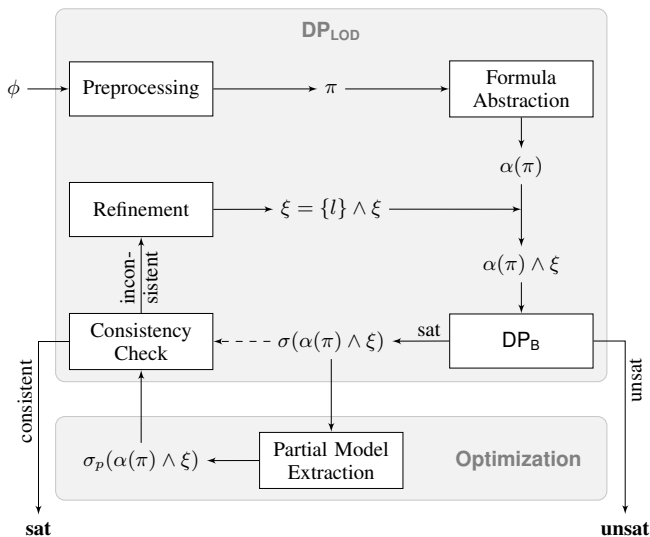 DP_LOD
ϕ
Preprocessing
π
Formula
Abstraction
α(π)
Refinement
ξ = {l} ∧ ξ
α(π) ∧ ξ
incon-
sistent
Consistency
Check
σ(α(π) ∧ ξ)
sat
DP_B
consistent
unsat
σ_p(α(π) ∧ ξ)
Partial Model
Extraction
Optimization
sat
unsat